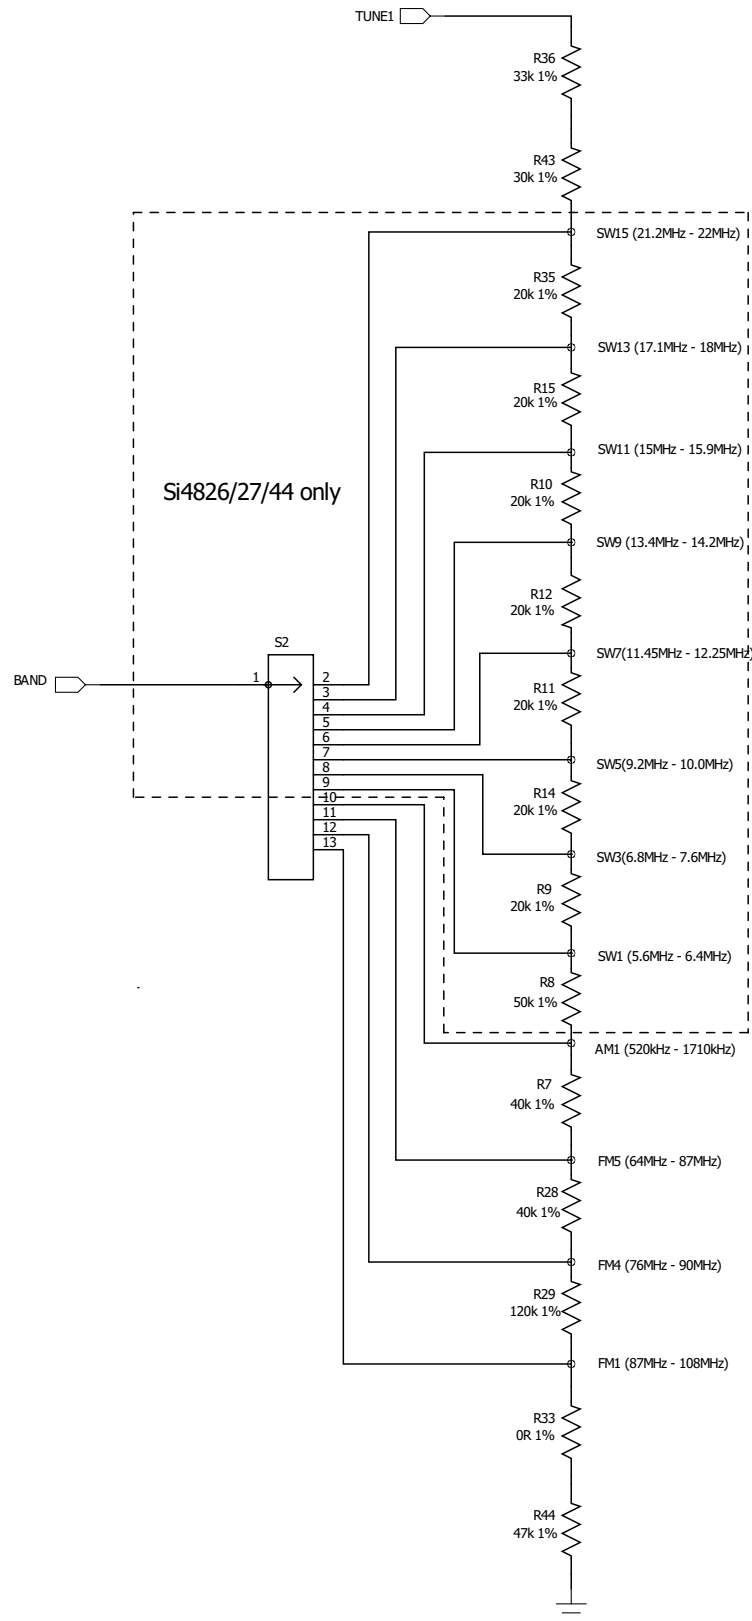 TUNE1
R36
33k 1%
R43
30k 1%
SW15 (21.2MHz - 22MHz)
R35
20k 1%
SW13 (17.1MHz - 18MHz)
R15
20k 1%
SW11 (15MHz - 15.9MHz)
Si4826/27/44 only
R10
20k 1%
SW9 (13.4MHz - 14.2MHz)
R12
20k 1%
S2
SW7(11.45MHz - 12.25MHz)
BAND
1
2
3
4
5
6
7
8
9
10
11
12
13
R11
20k 1%
SW5(9.2MHz - 10.0MHz)
R14
20k 1%
SW3(6.8MHz - 7.6MHz)
R9
20k 1%
SW1 (5.6MHz - 6.4MHz)
R8
50k 1%
AM1 (520kHz - 1710kHz)
R7
40k 1%
FM5 (64MHz - 87MHz)
R28
40k 1%
FM4 (76MHz - 90MHz)
R29
120k 1%
FM1 (87MHz - 108MHz)
R33
0R 1%
R44
47k 1%